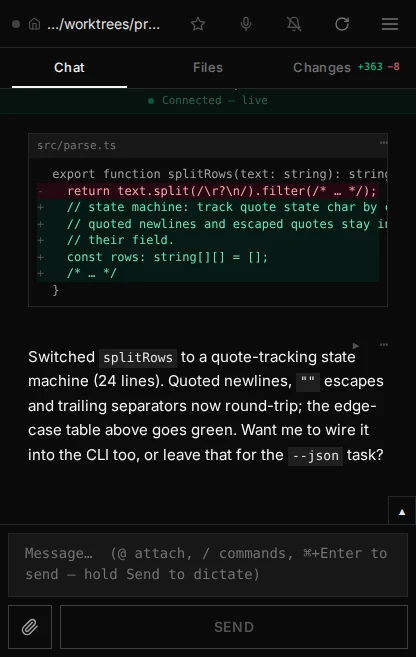 .../worktrees/pr...
Chat
Files
Changes +363 −8
Connected — live
src/parse.ts
export function splitRows(text: string): string
- return text.split(/\r?\n/).filter(/* … */);
+ // state machine: track quote state char by
+ // quoted newlines and escaped quotes stay
+ // their field.
+ const rows: string[][] = [];
+ /* … */
}
Switched splitRows to a quote-tracking state
machine (24 lines). Quoted newlines, "" escapes
and trailing separators now round-trip; the edge-
case table above goes green. Want me to wire it
into the CLI too, or leave that for the --json task?
Message… (@ attach, / commands, ⌘+Enter to
send — hold Send to dictate)
SEND